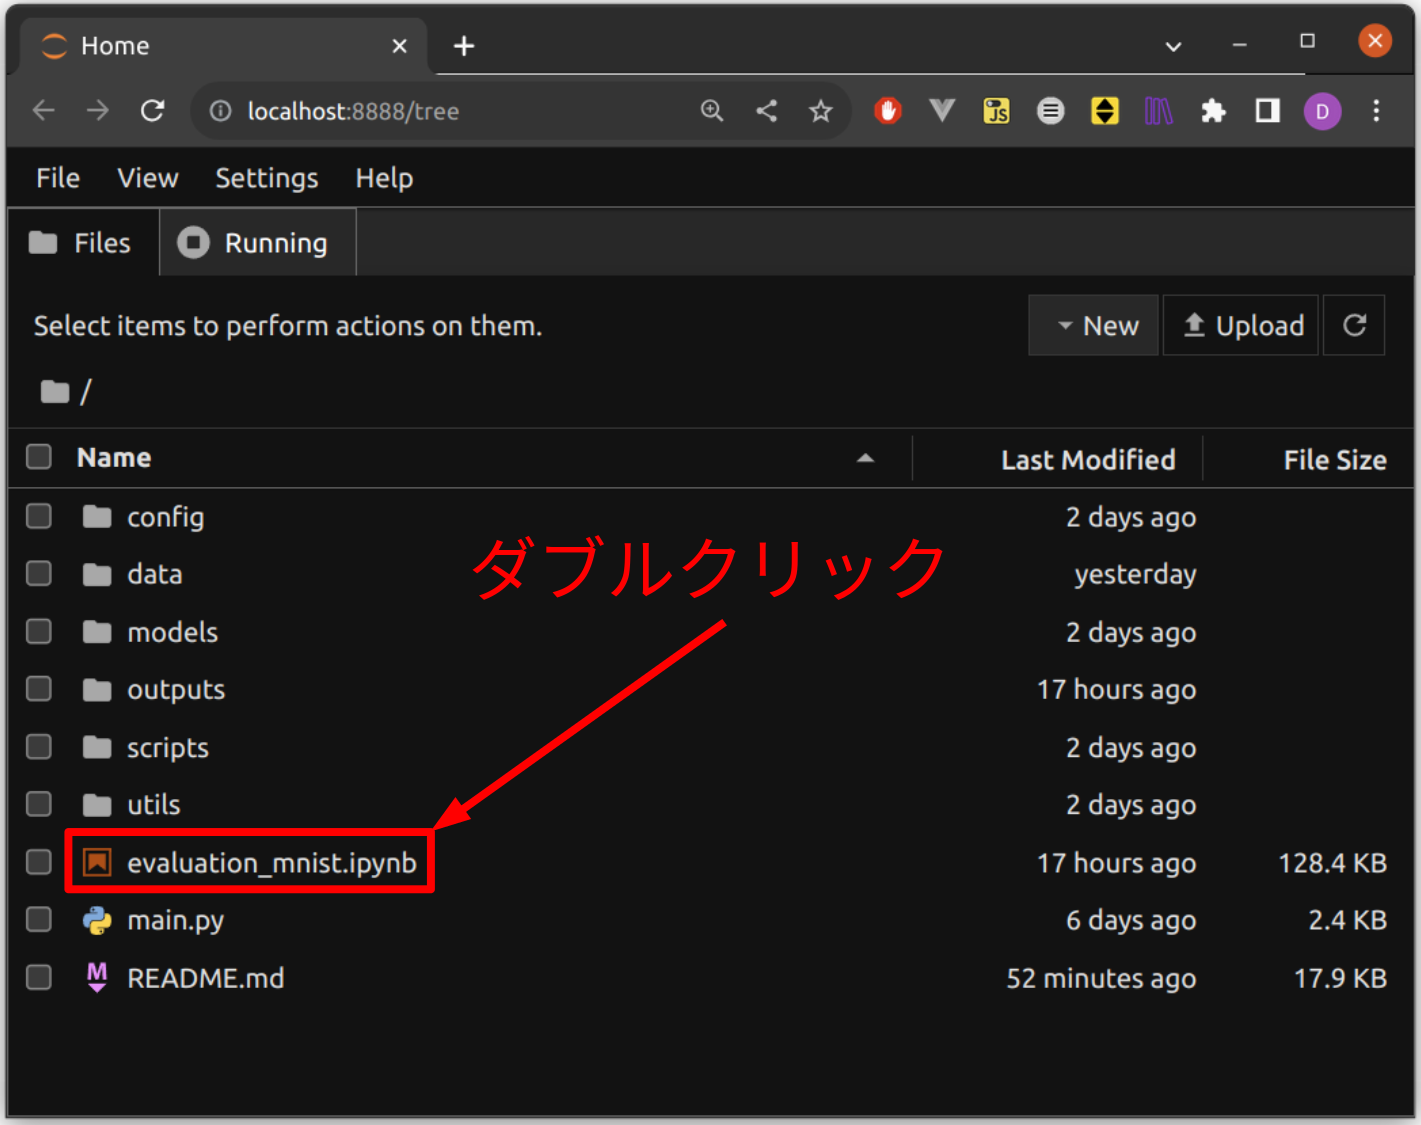 Home
localhost:8888/tree
JS
D
File View Settings Help
Files Running
Select items to perform actions on them.
New Upload
/
Name Last Modified File Size
config 2 days ago
ダブルクリック
data yesterday
models 2 days ago
outputs 17 hours ago
scripts 2 days ago
utils 2 days ago
evaluation_mnist.ipynb 17 hours ago 128.4 KB
main.py 6 days ago 2.4 KB
M README.md 52 minutes ago 17.9 KB